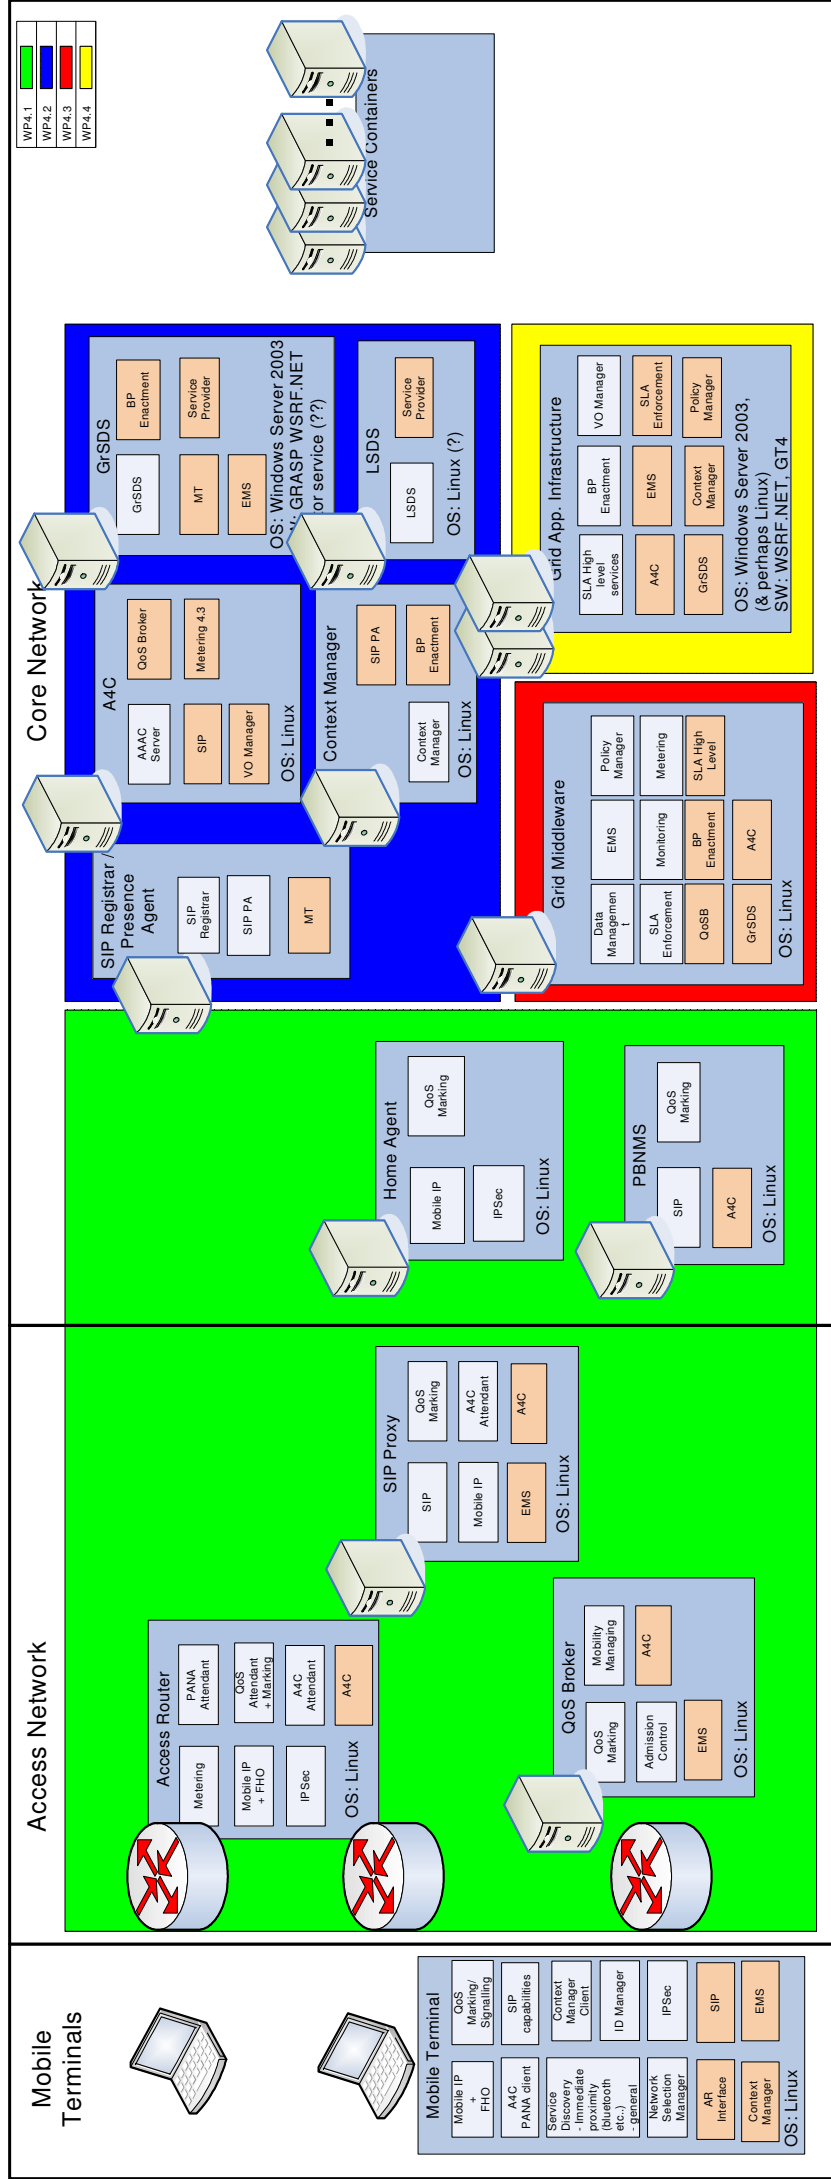 Mobile
Terminals
Access Network
Core Network
WP4.1
WP4.2
WP4.3
WP4.4
Mobile Terminal
Mobile IP
+
FHO
QoS
Marking/
Signalling
A4C
PANA client
SIP
capabilities
Service
Discovery
- Immediate
proximity
(bluetooth
etc..)
- general
Context
Manager
Client
ID Manager
Network
Selection
Manager
IPSec
AR
Interface
SIP
Context
Manager
EMS
OS: Linux
Access Router
Metering
PANA
Attendant
Mobile IP
+ FHO
QoS
Attendant
+ Marking
IPSec
A4C
Attendant
A4C
OS: Linux
QoS Broker
QoS
Marking
Mobility
Managing
Admission
Control
A4C
EMS
OS: Linux
SIP Proxy
SIP
QoS
Marking
Mobile IP
A4C
Attendant
EMS
A4C
OS: Linux
Home Agent
Mobile IP
QoS
Marking
IPSec
OS: Linux
PBNMS
SIP
QoS
Marking
A4C
OS: Linux
SIP Registrar /
Presence
Agent
SIP
Registrar
SIP PA
MT
A4C
AAAC
Server
QoS Broker
SIP
Metering 4.3
VO Manager
OS: Linux
Context Manager
SIP PA
Context
Manager
BP
Enactment
OS: Linux
GrSDS
GrSDS
BP
Enactment
MT
Service
Provider
EMS
OS: Windows Server 2003
: GRASP WSRF.NET
or service (??)
LSDS
LSDS
Service
Provider
OS: Linux (?)
Grid Middleware
Data
Managemen
t
EMS
Policy
Manager
SLA
Enforcement
Monitoring
Metering
QoSB
BP
Enactment
SLA High
Level
GrSDS
A4C
OS: Linux
Grid App. Infrastructure
SLA High
level
services
BP
Enactment
VO Manager
A4C
EMS
SLA
Enforcement
GrSDS
Context
Manager
Policy
Manager
OS: Windows Server 2003,
(& perhaps Linux)
SW: WSRF.NET, GT4
Service Containers